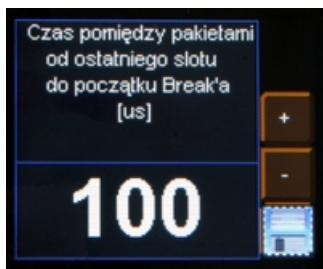 Czas pomiędzy pakietami
od ostatniego slotu
do początku Break'a
[us]
+
-
100